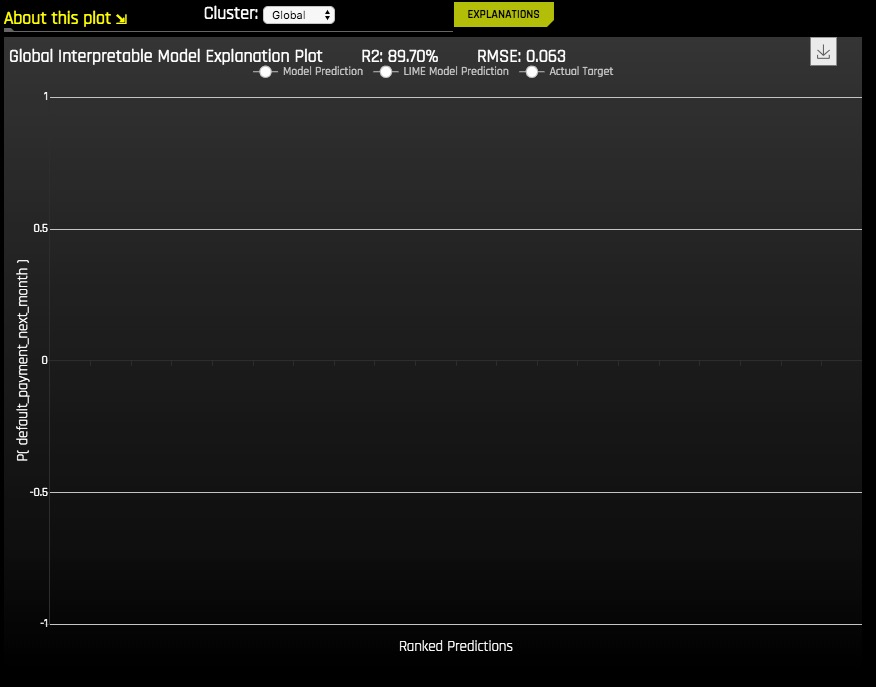 About this plot ⇲ Cluster: Global EXPLANATIONS
Global Interpretable Model Explanation Plot R2: 89.70% RMSE: 0.063
Model Prediction LIME Model Prediction Actual Target
1
0.5
0
-0.5
-1
P( default_payment_next_month )
Ranked Predictions